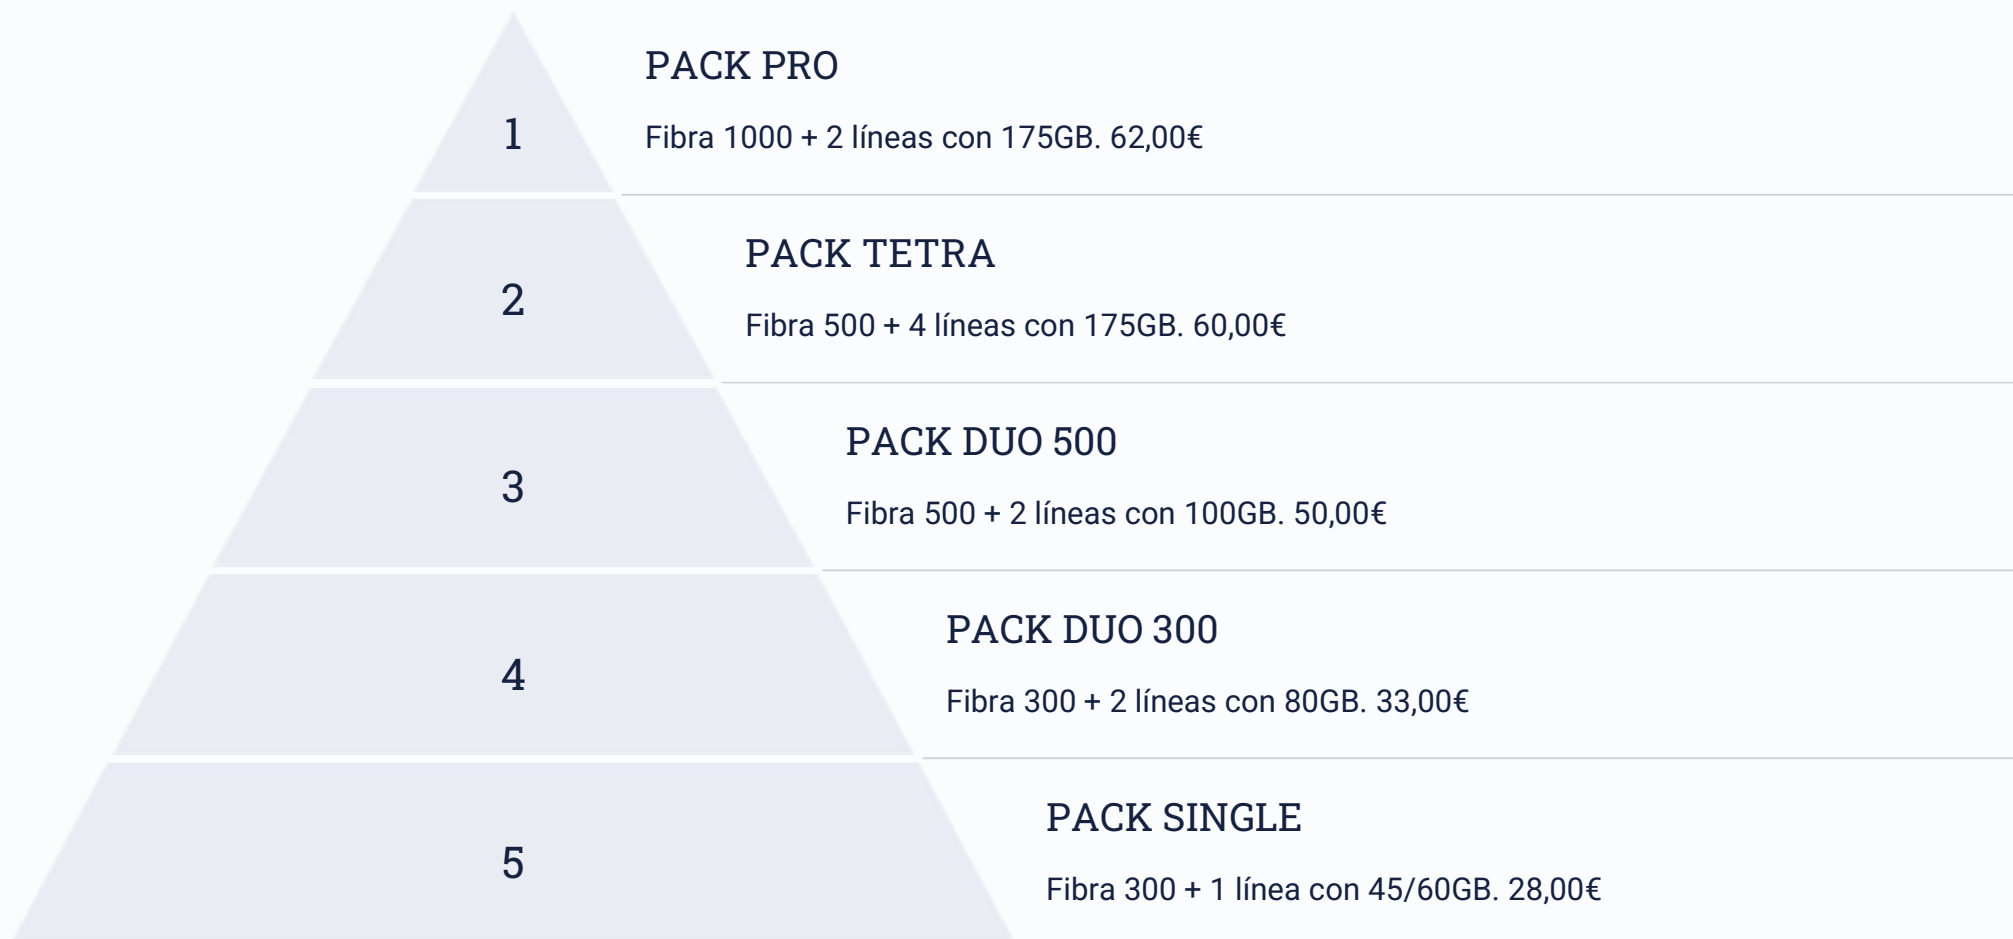 PACK PRO
1
Fibra 1000 + 2 líneas con 175GB. 62,00€
PACK TETRA
2
Fibra 500 + 4 líneas con 175GB. 60,00€
PACK DUO 500
3
Fibra 500 + 2 líneas con 100GB. 50,00€
PACK DUO 300
4
Fibra 300 + 2 líneas con 80GB. 33,00€
PACK SINGLE
5
Fibra 300 + 1 línea con 45/60GB. 28,00€